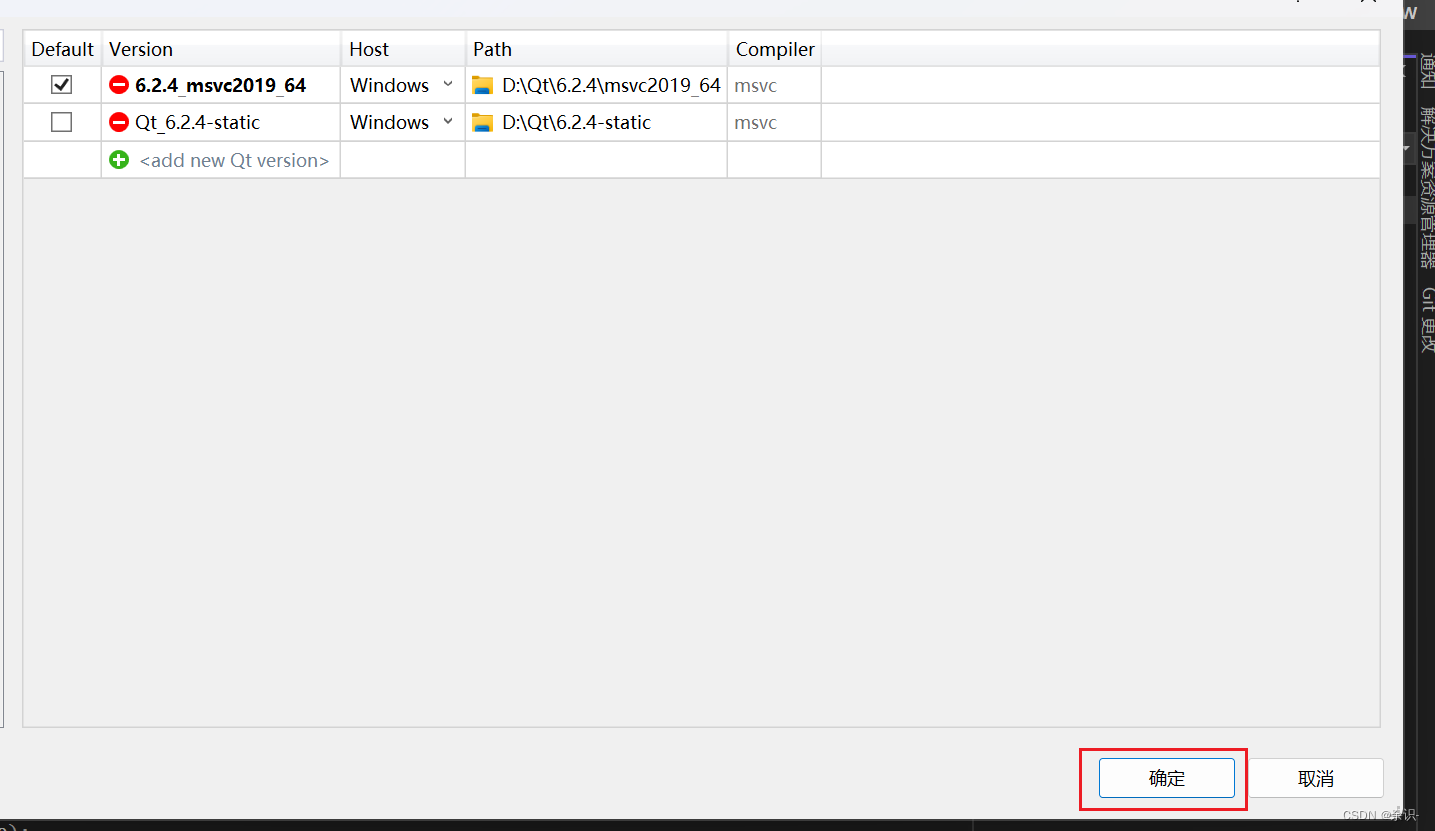 Default Version Host Path Compiler
6.2.4_msvc2019_64 Windows D:\Qt\6.2.4\msvc2019_64 msvc
Qt_6.2.4-static Windows D:\Qt\6.2.4-static msvc
<add new Qt version>
通知
解决方案资源管理器
Git 更改
确定 取消
CSDN @杂识-